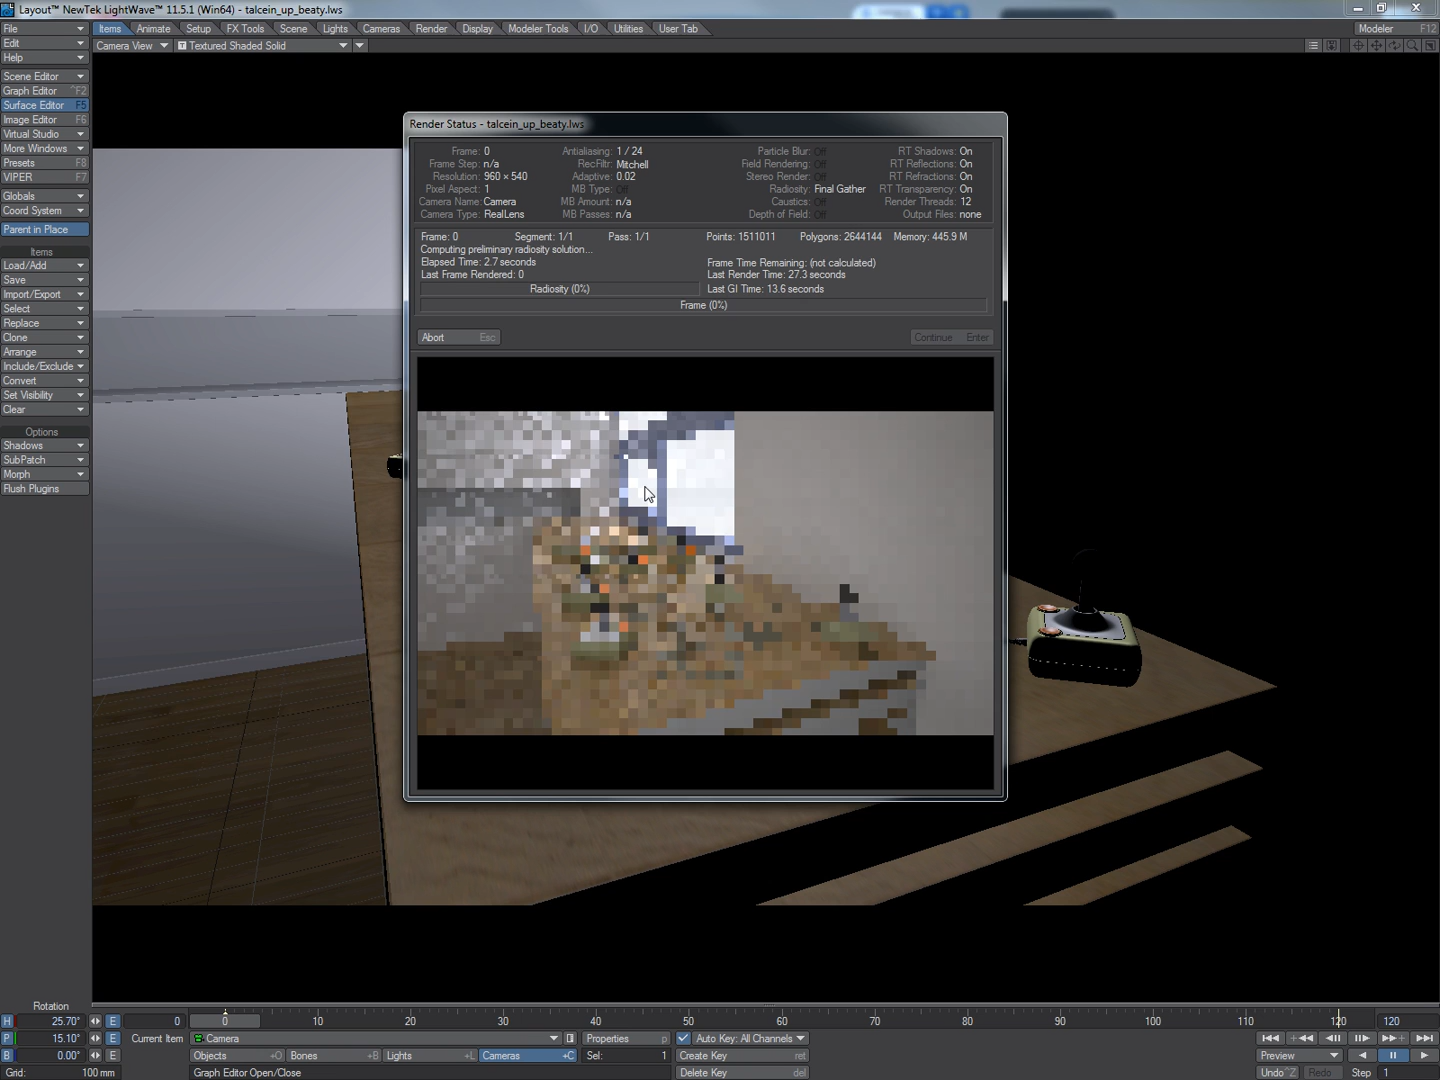 Layout™ NewTek LightWave™ 11.5.1 (Win64) - talcein_up_beaty.lws
File
Items Animate Setup FX Tools Scene Lights Cameras Render Display Modeler Tools I/O Utilities User Tab Modeler F12
Edit
Camera View T Textured Shaded Solid
Help
Scene Editor
Graph Editor ^F2
Surface Editor F5
Image Editor F6
Virtual Studio
More Windows
Presets F8
VIPER F7
Globals
Coord System
Parent in Place
Items
Load/Add
Save
Import/Export
Select
Replace
Clone
Arrange
Include/Exclude
Convert
Set Visibility
Clear
Options
Shadows
SubPatch
Morph
Flush Plugins
Render Status - talcein_up_beaty.lws
Frame: 0 Antialiasing: 1 / 24 Particle Blur: Off RT Shadows: On
Frame Step: n/a RecFiltr: Mitchell Field Rendering: Off RT Reflections: On
Resolution: 960 × 540 Adaptive: 0.02 Stereo Render: Off RT Refractions: On
Pixel Aspect: 1 MB Type: Off Radiosity: Final Gather RT Transparency: On
Camera Name: Camera MB Amount: n/a Caustics: Off Render Threads: 12
Camera Type: RealLens MB Passes: n/a Depth of Field: Off Output Files: none
Frame: 0 Segment: 1/1 Pass: 1/1 Points: 1511011 Polygons: 2644144 Memory: 445.9 M
Computing preliminary radiosity solution...
Elapsed Time: 2.7 seconds Frame Time Remaining: (not calculated)
Last Frame Rendered: 0 Last Render Time: 27.3 seconds
Radiosity (0%) Last GI Time: 13.6 seconds
Frame (0%)
Abort Esc Continue Enter
Rotation
H 25.70° E 0 0 10 20 30 40 50 60 70 80 90 100 110 120 120
P 15.10° E Current Item Camera Properties p Auto Key: All Channels
B 0.00° E Objects +O Bones +B Lights +L Cameras +C Sel: 1 Create Key ret Preview
Grid: 100 mm Graph Editor Open/Close Delete Key del Undo ^Z Redo Step 1